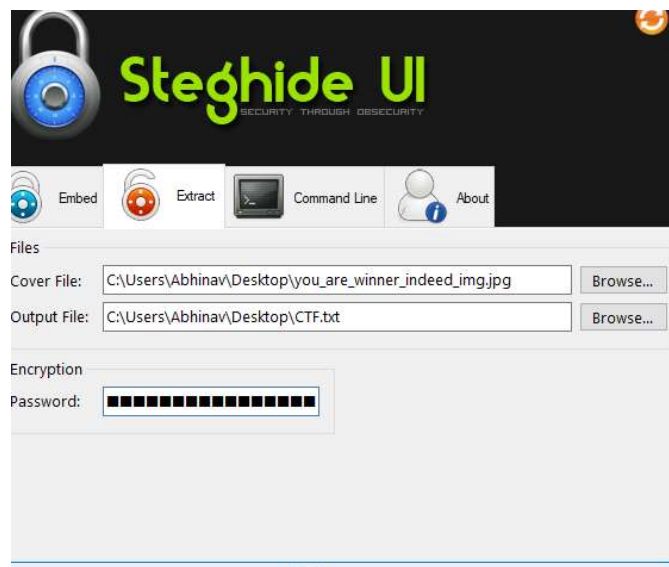 Steghide UI
SECURITY THROUGH OBSECURITY
Embed Extract Command Line About
Files
Cover File: C:\Users\Abhinav\Desktop\you_are_winner_indeed_img.jpg Browse...
Output File: C:\Users\Abhinav\Desktop\CTF.txt Browse...
Encryption
Password: ■■■■■■■■■■■■■■■■